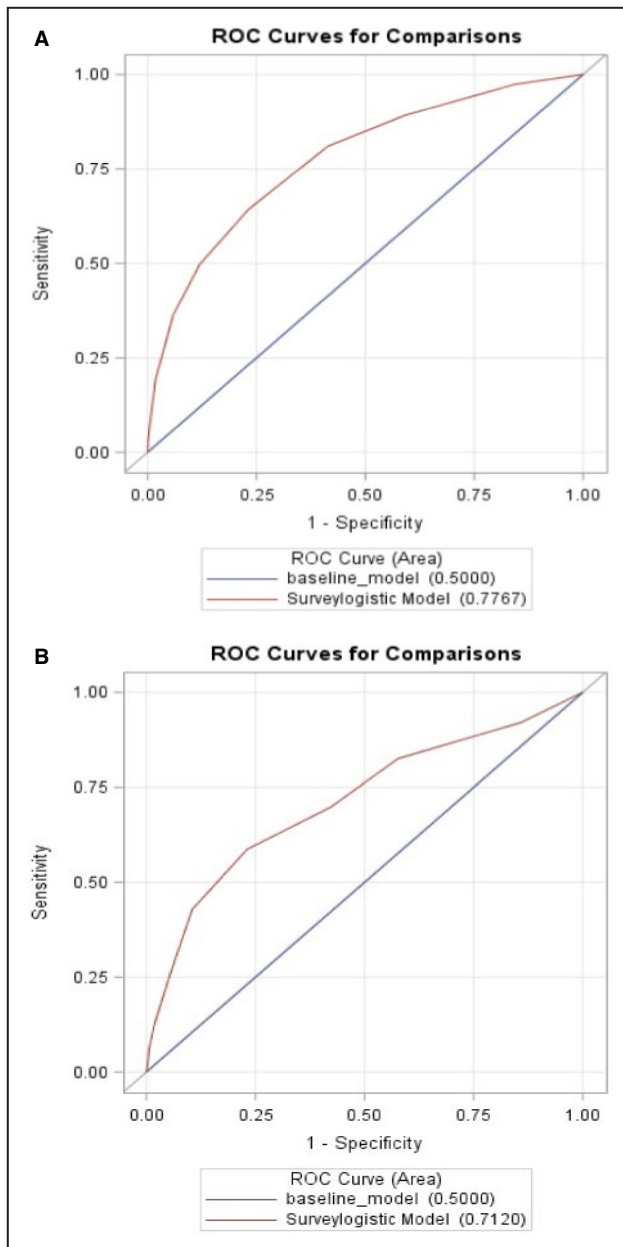 A
ROC Curves for Comparisons
1.00
0.75
0.50
0.25
0.00
Sensitivity
0.00 0.25 0.50 0.75 1.00
1 - Specificity
ROC Curve (Area)
baseline_model (0.5000)
Surveylogistic Model (0.7767)
B
ROC Curves for Comparisons
1.00
0.75
0.50
0.25
0.00
Sensitivity
0.00 0.25 0.50 0.75 1.00
1 - Specificity
ROC Curve (Area)
baseline_model (0.5000)
Surveylogistic Model (0.7120)